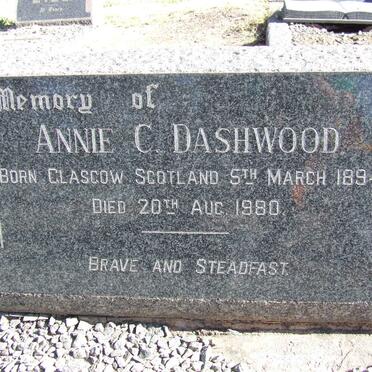 Memory of
ANNIE C. DASHWOOD
BORN GLASGOW SCOTLAND 5TH MARCH 189
DIED 20TH AUG. 1980.
BRAVE AND STEADFAST.